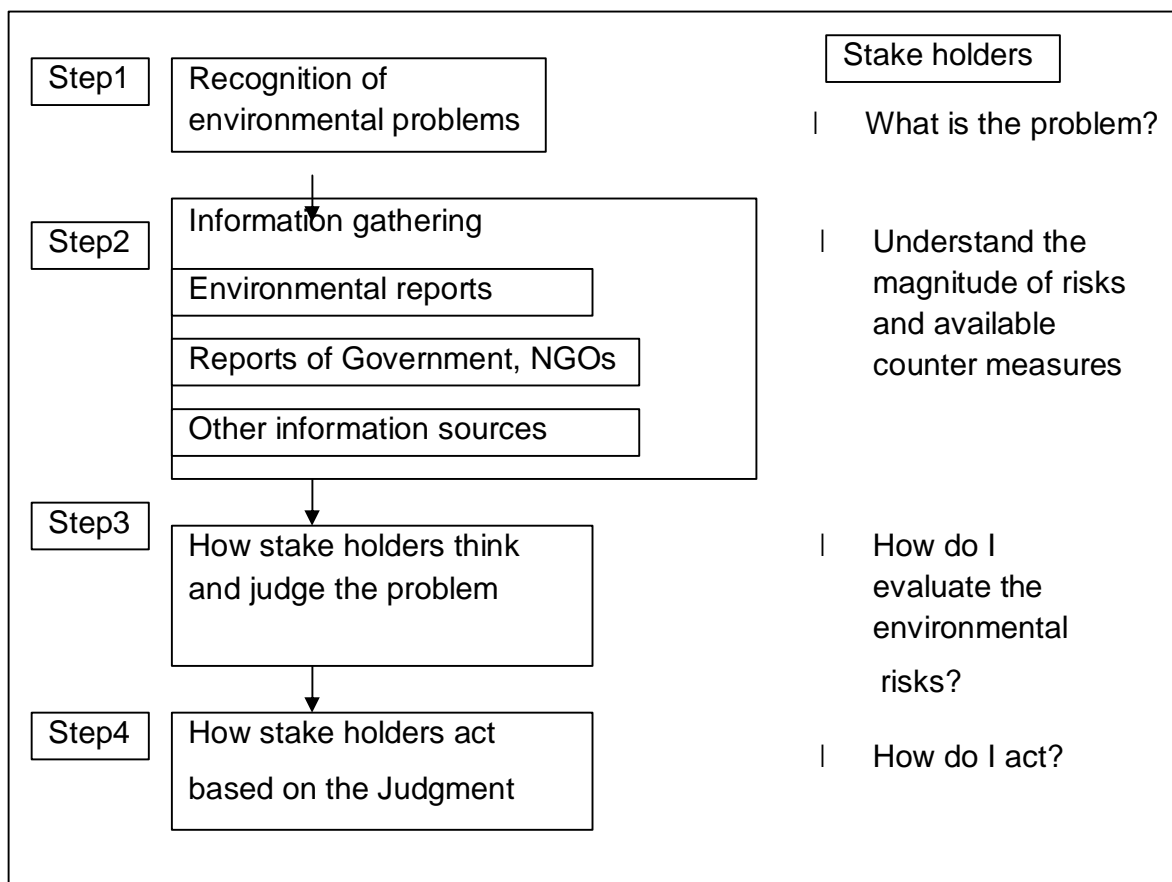 Stake holders
Step1
Recognition of
environmental problems
| What is the problem?
Step2
Information gathering
Environmental reports
Reports of Government, NGOs
Other information sources
| Understand the
magnitude of risks
and available
counter measures
Step3
How stake holders think
and judge the problem
| How do I
evaluate the
environmental
risks?
Step4
How stake holders act
based on the Judgment
| How do I act?